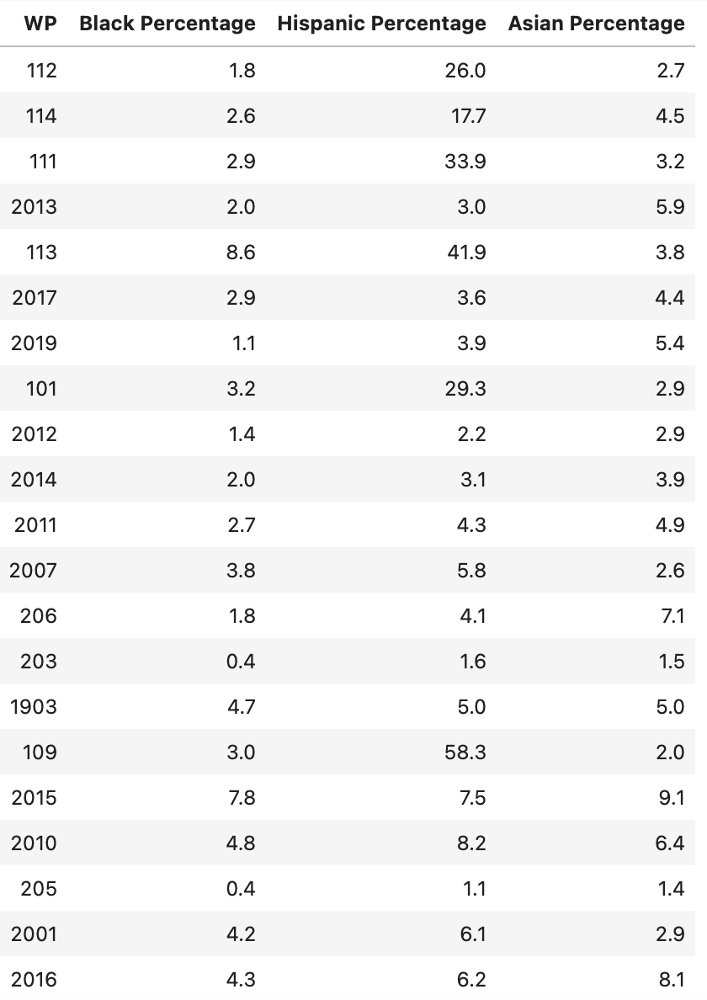 WP Black Percentage Hispanic Percentage Asian Percentage
112 1.8 26.0 2.7
114 2.6 17.7 4.5
111 2.9 33.9 3.2
2013 2.0 3.0 5.9
113 8.6 41.9 3.8
2017 2.9 3.6 4.4
2019 1.1 3.9 5.4
101 3.2 29.3 2.9
2012 1.4 2.2 2.9
2014 2.0 3.1 3.9
2011 2.7 4.3 4.9
2007 3.8 5.8 2.6
206 1.8 4.1 7.1
203 0.4 1.6 1.5
1903 4.7 5.0 5.0
109 3.0 58.3 2.0
2015 7.8 7.5 9.1
2010 4.8 8.2 6.4
205 0.4 1.1 1.4
2001 4.2 6.1 2.9
2016 4.3 6.2 8.1